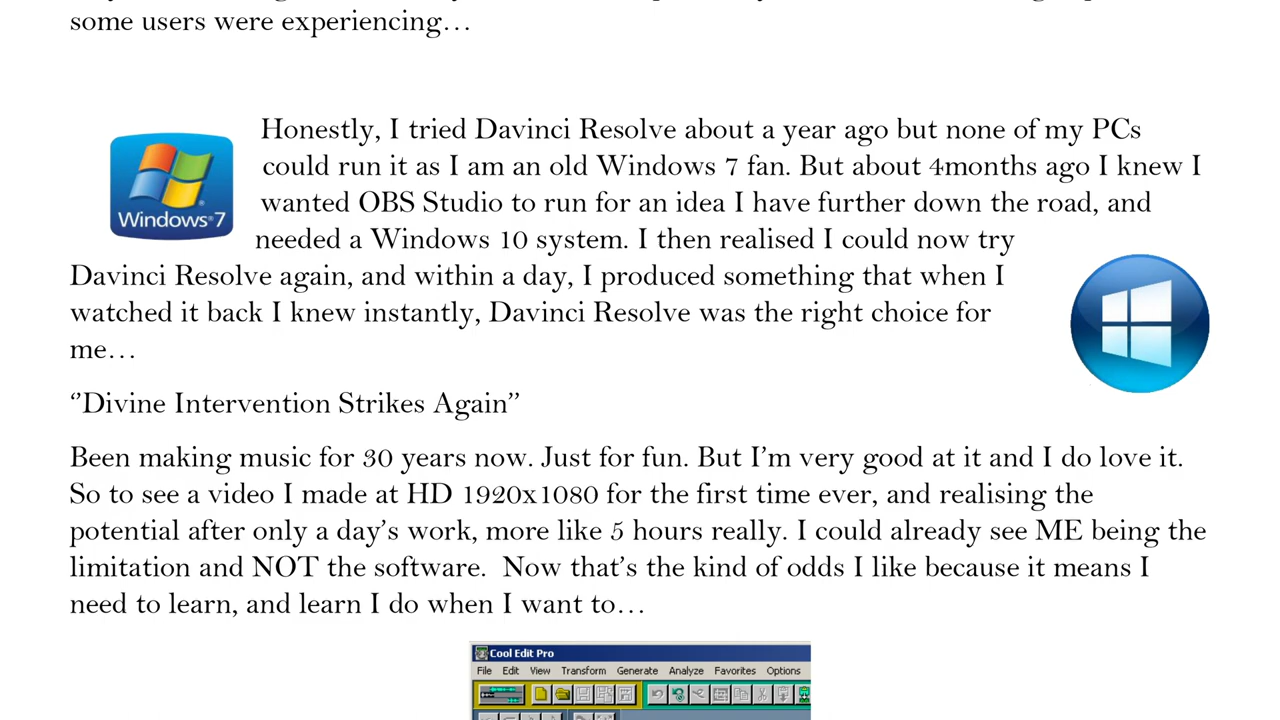 some users were experiencing…
Honestly, I tried Davinci Resolve about a year ago but none of my PCs
could run it as I am an old Windows 7 fan. But about 4months ago I knew I
wanted OBS Studio to run for an idea I have further down the road, and
Windows®7
needed a Windows 10 system. I then realised I could now try
Davinci Resolve again, and within a day, I produced something that when I
watched it back I knew instantly, Davinci Resolve was the right choice for
me…
‘’Divine Intervention Strikes Again’’
Been making music for 30 years now. Just for fun. But I’m very good at it and I do love it.
So to see a video I made at HD 1920x1080 for the first time ever, and realising the
potential after only a day’s work, more like 5 hours really. I could already see ME being the
limitation and NOT the software.  Now that’s the kind of odds I like because it means I
need to learn, and learn I do when I want to…
Cool Edit Pro
File Edit View Transform Generate Analyze Favorites Options